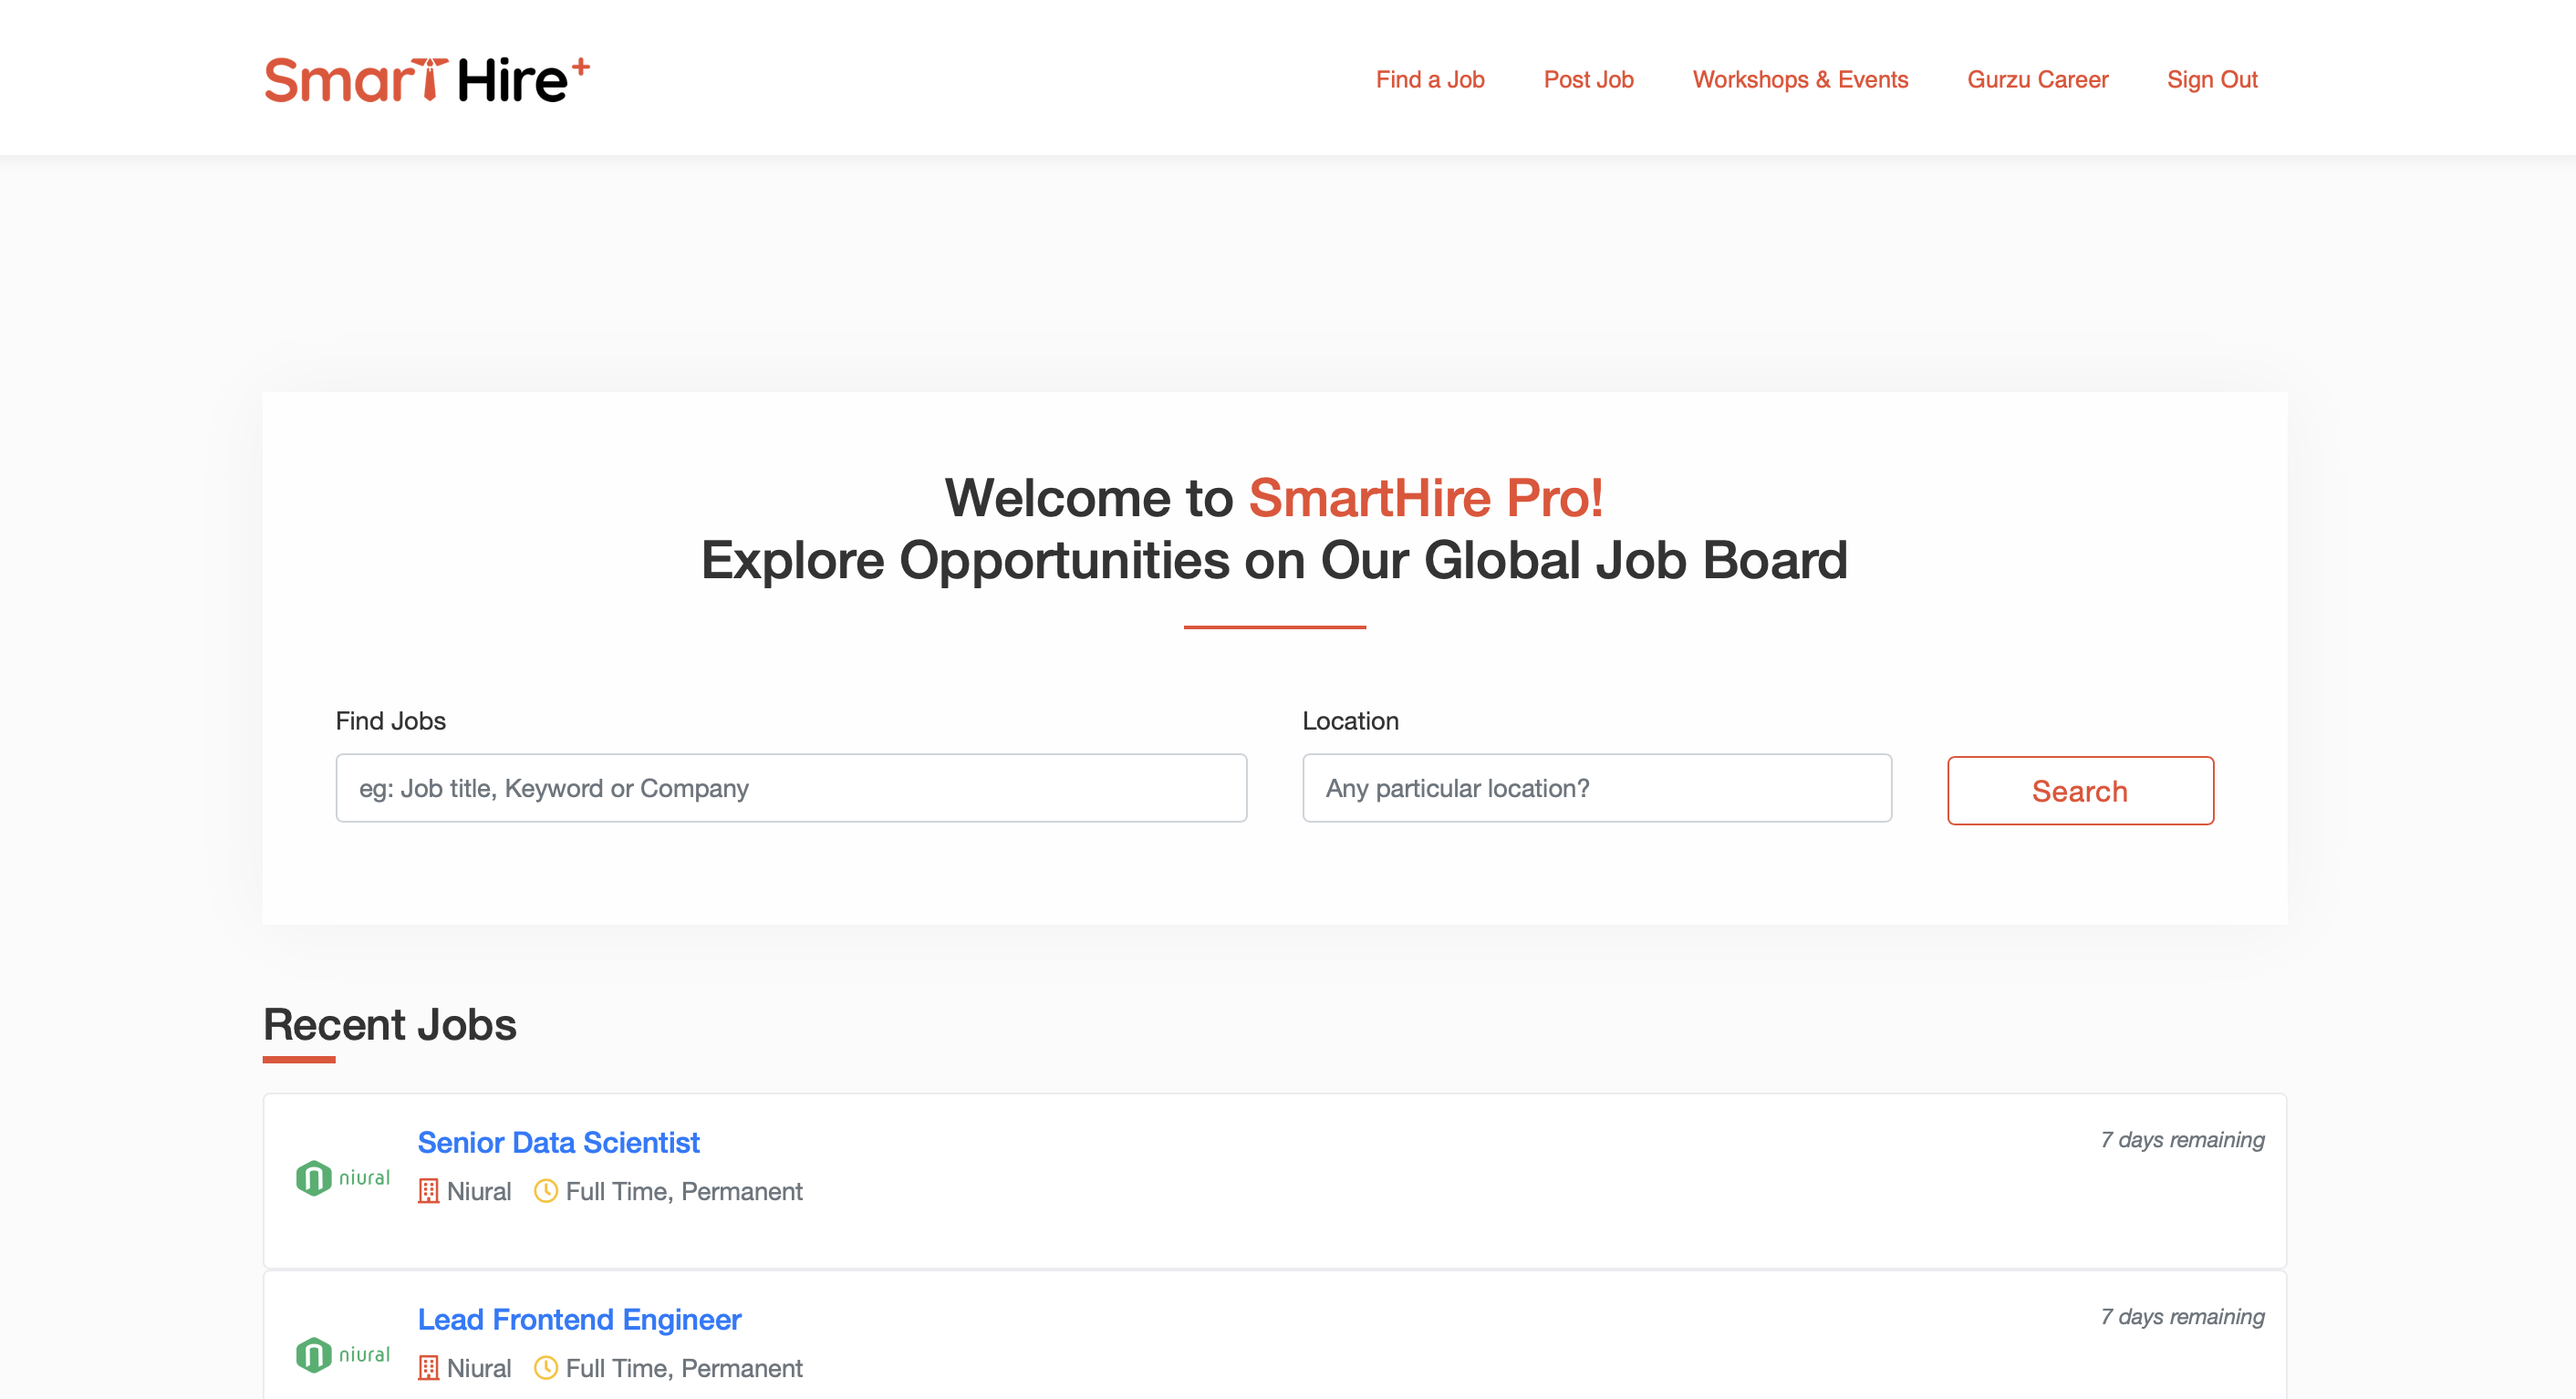 SmarT Hire+
Find a Job Post Job Workshops & Events Gurzu Career Sign Out
Welcome to SmartHire Pro!
Explore Opportunities on Our Global Job Board
Find Jobs
eg: Job title, Keyword or Company
Location
Any particular location?
Search
Recent Jobs
niural
Senior Data Scientist
Niural Full Time, Permanent
7 days remaining
niural
Lead Frontend Engineer
Niural Full Time, Permanent
7 days remaining